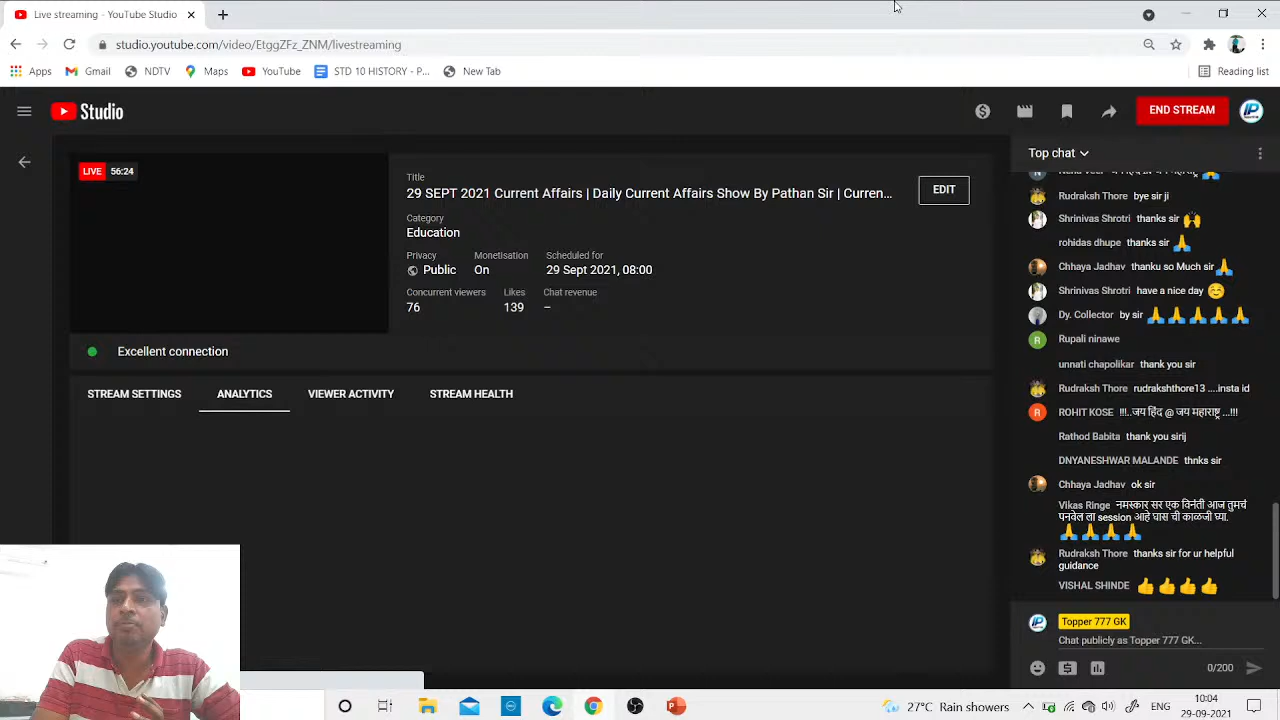 Live streaming - YouTube Studio
studio.youtube.com/video/EtggZFz_ZNM/livestreaming
Apps Gmail NDTV Maps YouTube STD 10 HISTORY - P... New Tab Reading list
Studio
END STREAM
LIVE 56:24
Title
29 SEPT 2021 Current Affairs | Daily Current Affairs Show By Pathan Sir | Curren...
EDIT
Category
Education
Privacy Monetisation Scheduled for
Public On 29 Sept 2021, 08:00
Concurrent viewers Likes Chat revenue
76 139 –
Excellent connection
STREAM SETTINGS ANALYTICS VIEWER ACTIVITY STREAM HEALTH
Top chat
Rudraksh Thore bye sir ji
Shrinivas Shrotri thanks sir 🙌
rohidas dhupe thanks sir 🙏
Chhaya Jadhav thanku so Much sir 🙏
Shrinivas Shrotri have a nice day ☺️
Dy. Collector by sir 🙏🙏🙏🙏🙏
R Rupali ninawe
unnati chapolikar thank you sir
Rudraksh Thore rudrakshthore13 ....insta id
R ROHIT KOSE !!!..जय हिंद @ जय महाराष्ट्र ...!!!
Rathod Babita thank you sirij
DNYANESHWAR MALANDE thnks sir
Chhaya Jadhav ok sir
Vikas Ringe नमस्कार सर एक विनंती आज तुमचं
पनवेल ला session आहे घास ची काळजी घ्या.
🙏🙏🙏🙏
Rudraksh Thore thanks sir for ur helpful
guidance
VISHAL SHINDE 👍👍👍👍
Topper 777 GK
Chat publicly as Topper 777 GK...
0/200
27°C Rain showers ENG 10:04
29-09-2021